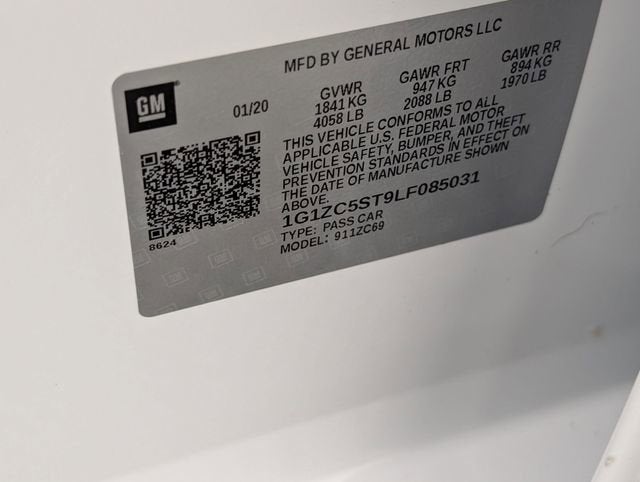 MFD BY GENERAL MOTORS LLC
GM
01/20
GVWR
1841 KG
4058 LB
GAWR FRT
947 KG
2088 LB
GAWR RR
894 KG
1970 LB
THIS VEHICLE CONFORMS TO ALL
APPLICABLE U.S. FEDERAL MOTOR
VEHICLE SAFETY, BUMPER, AND THEFT
PREVENTION STANDARDS IN EFFECT ON
THE DATE OF MANUFACTURE SHOWN
ABOVE.
1G1ZC5ST9LF085031
TYPE: PASS CAR
MODEL: 911ZC69
8624